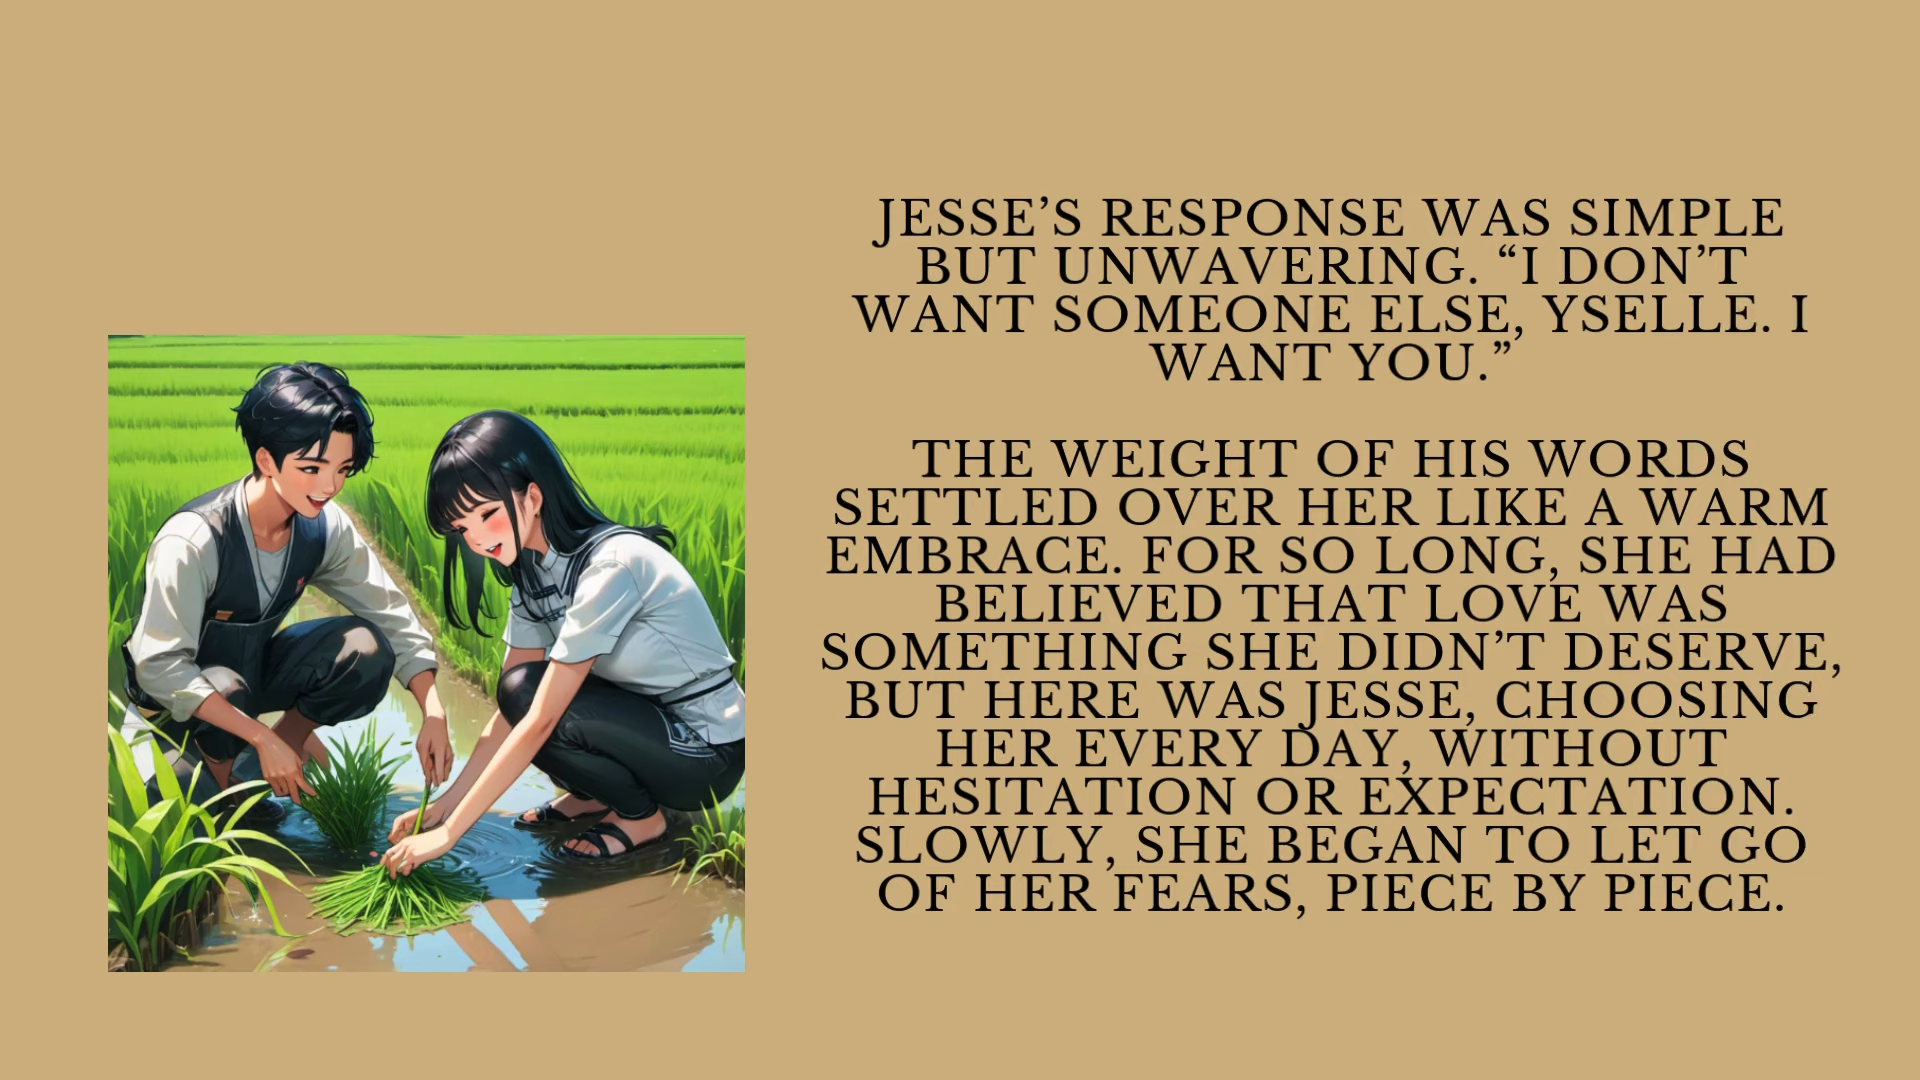 JESSE’S RESPONSE WAS SIMPLE
BUT UNWAVERING. “I DON’T
WANT SOMEONE ELSE, YSELLE. I
WANT YOU.”
THE WEIGHT OF HIS WORDS
SETTLED OVER HER LIKE A WARM
EMBRACE. FOR SO LONG, SHE HAD
BELIEVED THAT LOVE WAS
SOMETHING SHE DIDN’T DESERVE,
BUT HERE WAS JESSE, CHOOSING
HER EVERY DAY, WITHOUT
HESITATION OR EXPECTATION.
SLOWLY, SHE BEGAN TO LET GO
OF HER FEARS, PIECE BY PIECE.